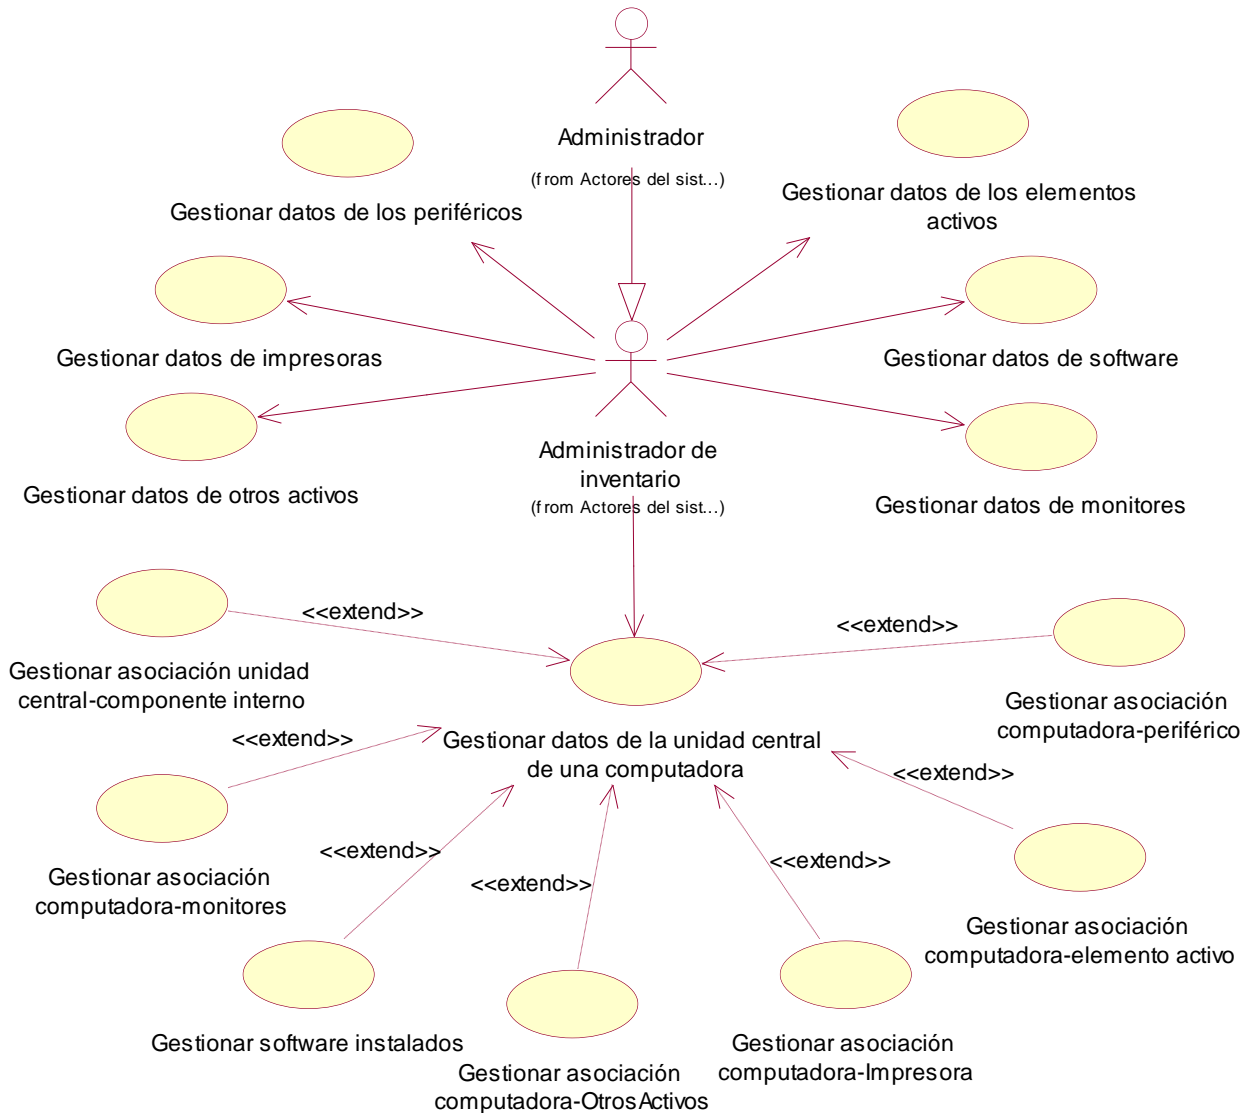 Administrador
(from Actores del sist...)
Gestionar datos de los periféricos
Gestionar datos de los elementos
activos
Gestionar datos de impresoras
Gestionar datos de software
Administrador de
inventario
(from Actores del sist...)
Gestionar datos de otros activos
Gestionar datos de monitores
<<extend>>
<<extend>>
Gestionar asociación unidad
central-componente interno
Gestionar asociación
computadora-periférico
<<extend>>
Gestionar datos de la unidad central
de una computadora
<<extend>>
<<extend>>
<<extend>>
<<extend>>
Gestionar asociación
computadora-monitores
Gestionar asociación
computadora-elemento activo
Gestionar software instalados
Gestionar asociación
computadora-OtrosActivos
Gestionar asociación
computadora-Impresora